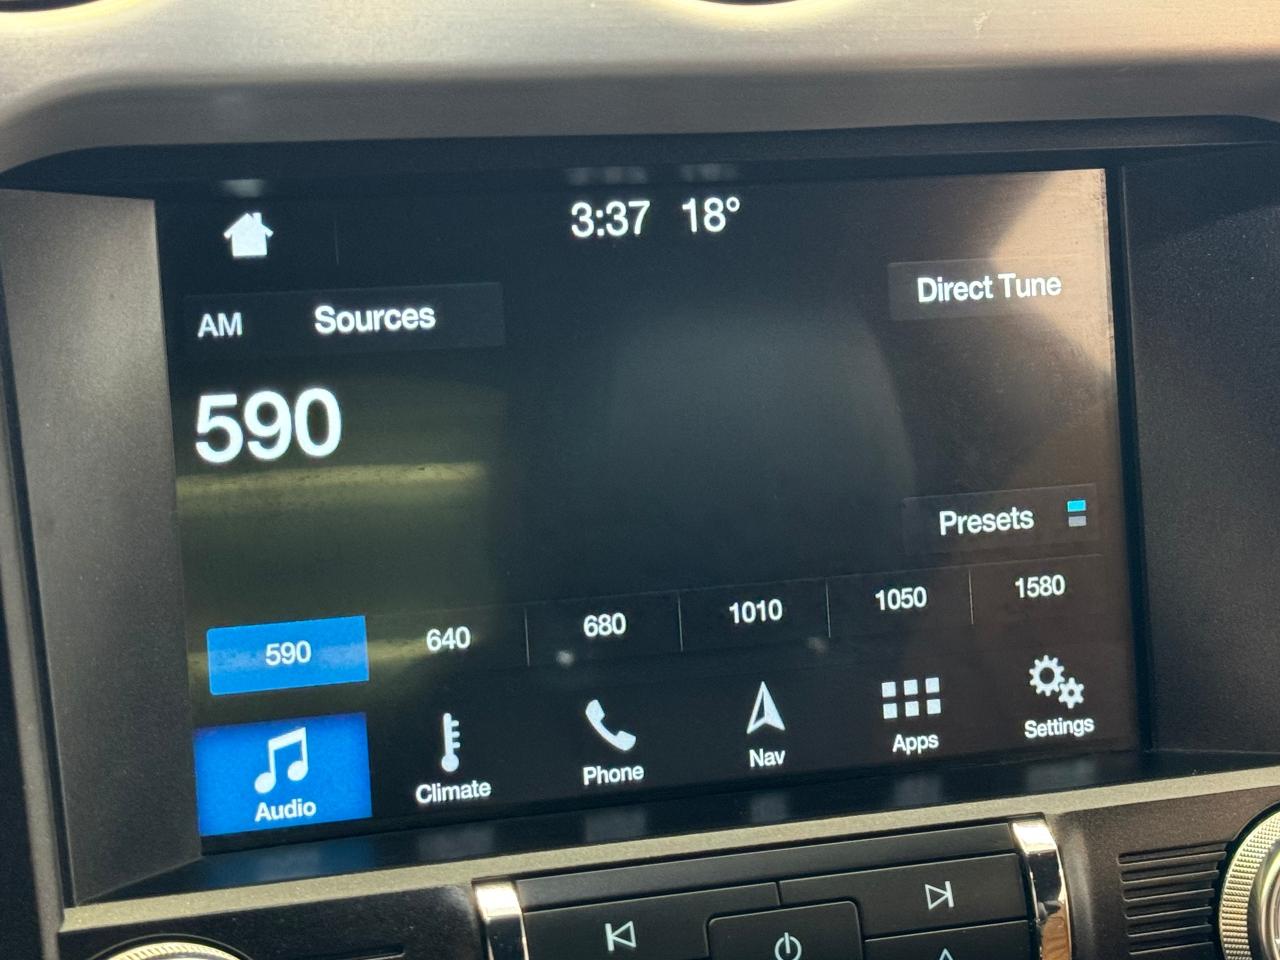 3:37 18°
AM Sources
Direct Tune
590
Presets
590 640 680 1010 1050 1580
Audio Climate Phone Nav Apps Settings